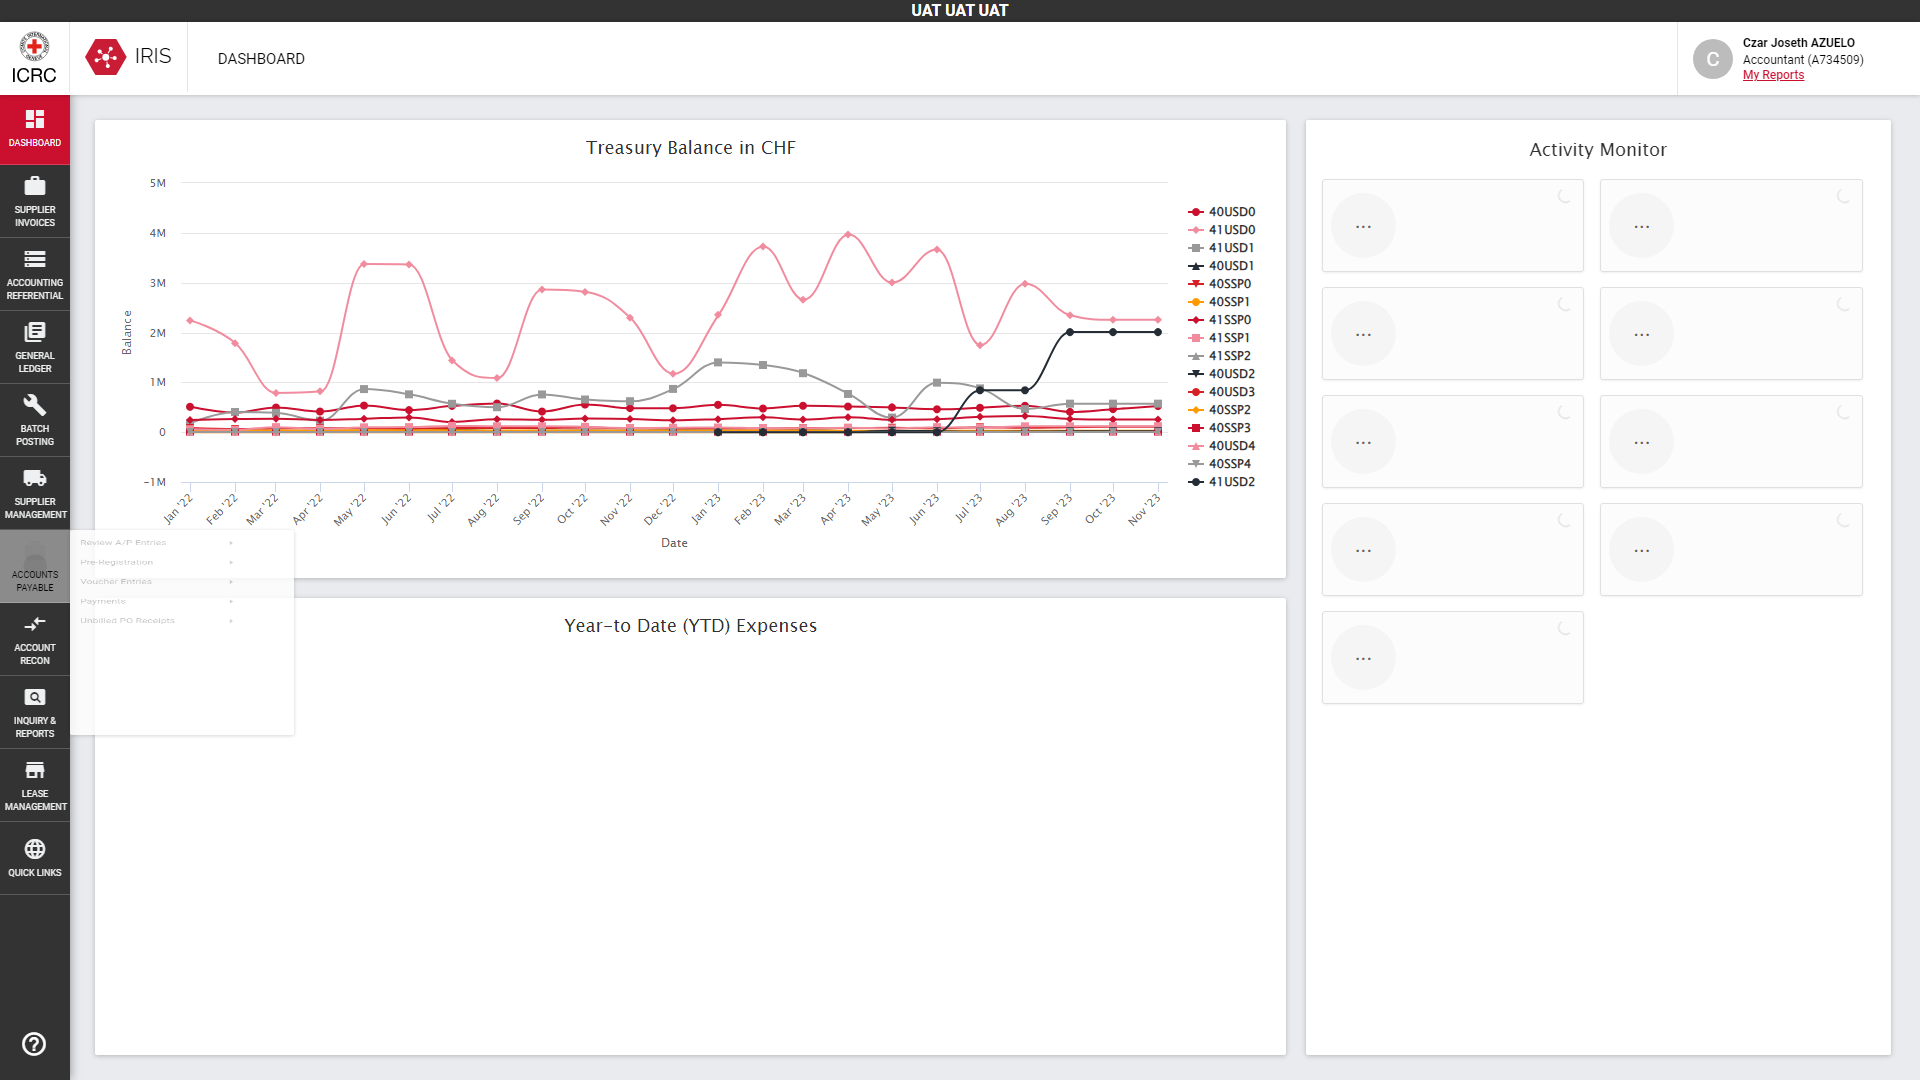 UAT UAT UAT
ICRC
IRIS
DASHBOARD
Czar Joseth AZUELO
Accountant (A734509)
My Reports
C
DASHBOARD
SUPPLIER
INVOICES
ACCOUNTING
REFERENTIAL
GENERAL
LEDGER
BATCH
POSTING
SUPPLIER
MANAGEMENT
ACCOUNTS
PAYABLE
ACCOUNT
RECON
INQUIRY &
REPORTS
LEASE
MANAGEMENT
QUICK LINKS
Review A/P Entries
Pre-Registration
Voucher Entries
Payments
Unbilled PO Receipts
Treasury Balance in CHF
5M
4M
3M
2M
1M
0
-1M
Balance
Jan '22
Feb '22
Mar '22
Apr '22
May '22
Jun '22
Jul '22
Aug '22
Sep '22
Oct '22
Nov '22
Dec '22
Jan '23
Feb '23
Mar '23
Apr '23
May '23
Jun '23
Jul '23
Aug '23
Sep '23
Oct '23
Nov '23
Date
40USD0
41USD0
41USD1
40USD1
40SSP0
40SSP1
41SSP0
41SSP1
41SSP2
40USD2
40USD3
40SSP2
40SSP3
40USD4
40SSP4
41USD2
Year-to Date (YTD) Expenses
Activity Monitor
...
...
...
...
...
...
...
...
...